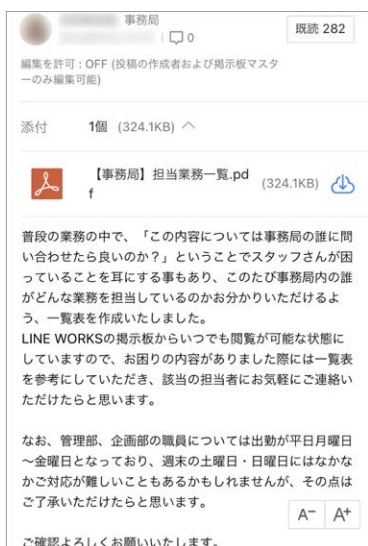 事務局
既読 282
0
編集を許可 : OFF (投稿の作成者および掲示板マスタ
ーのみ編集可能)
添付 1個 (324.1KB)
【事務局】担当業務一覧.pd
f
(324.1KB)
普段の業務の中で、「この内容については事務局の誰に問
い合わせたら良いのか？」ということでスタッフさんが困
っていることを耳にする事もあり、このたび事務局内の誰
がどんな業務を担当しているのかお分かりいただけるよ
う、一覧表を作成いたしました。
LINE WORKSの掲示板からいつでも閲覧が可能な状態に
していますので、お困りの内容がありました際には一覧表
を参考にしていただき、該当の担当者にお気軽にご連絡い
ただけたらと思います。
なお、管理部、企画部の職員については出勤が平日月曜日
～金曜日となっており、週末の土曜日・日曜日にはなかな
かご対応が難しいこともあるかもしれませんが、その点は
ご了承いただけたらと思います。
A- A+
ご確認よろしくお願いいたします。